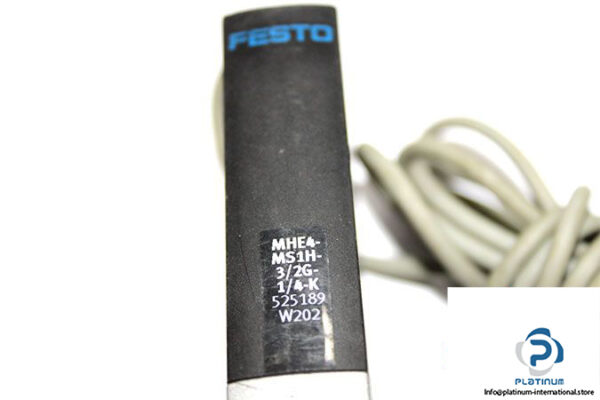 FESTO
MHE4-
MS1H-
3/2G-
1/4-K
525189
W202
PLATINUM
info@platinum-international.store